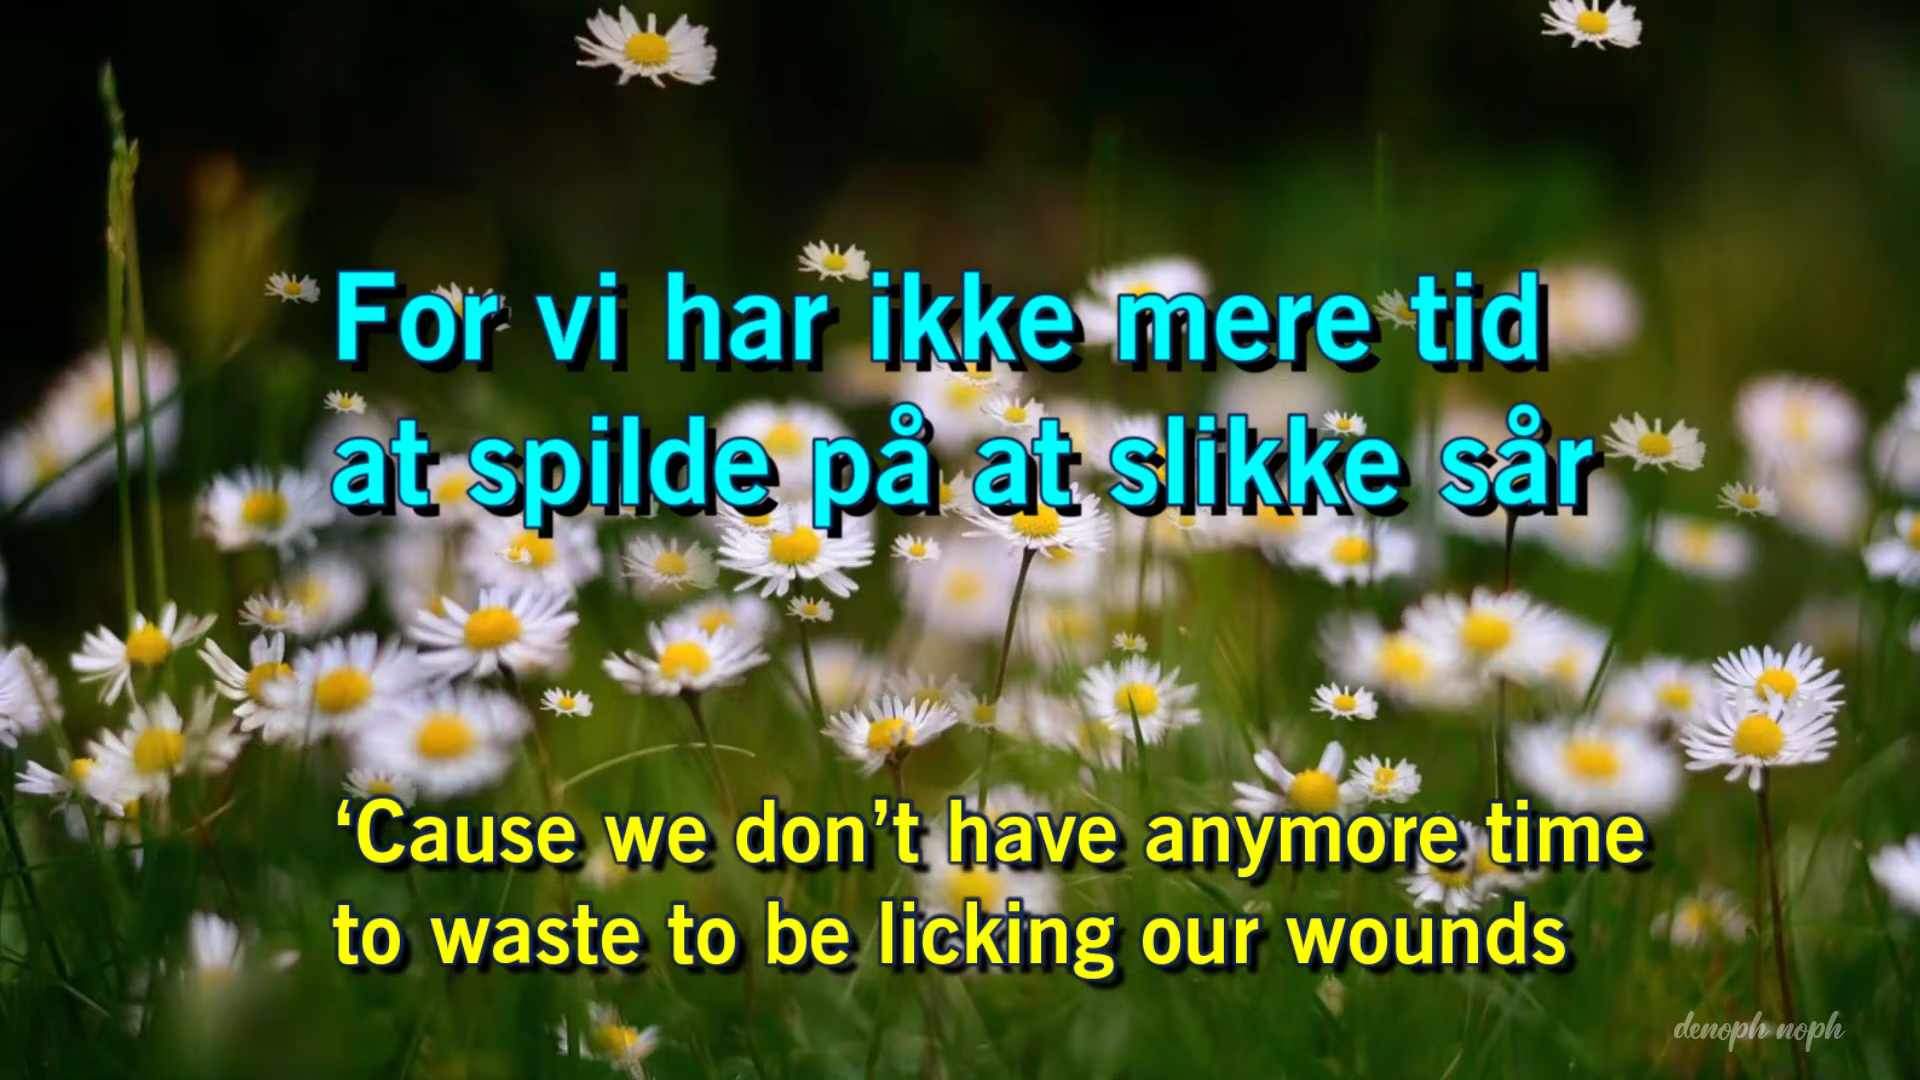 For vi har ikke mere tid
at spilde på at slikke sår
‘Cause we don’t have anymore time
to waste to be licking our wounds
denoph noph